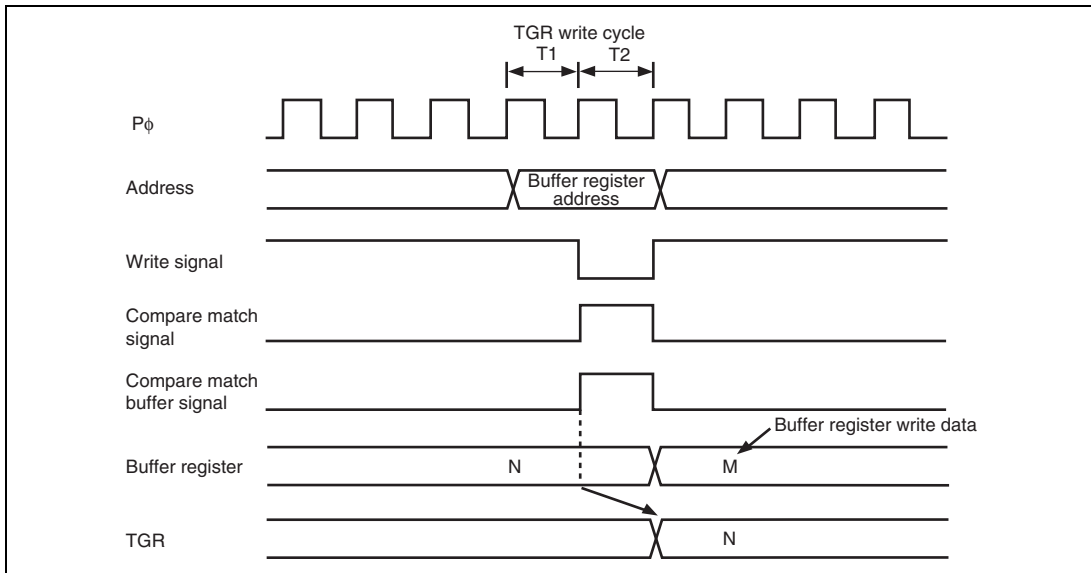 TGR write cycle
T1 T2
Pφ
Address
Buffer register
address
Write signal
Compare match
signal
Compare match
buffer signal
Buffer register write data
Buffer register
N M
TGR
N